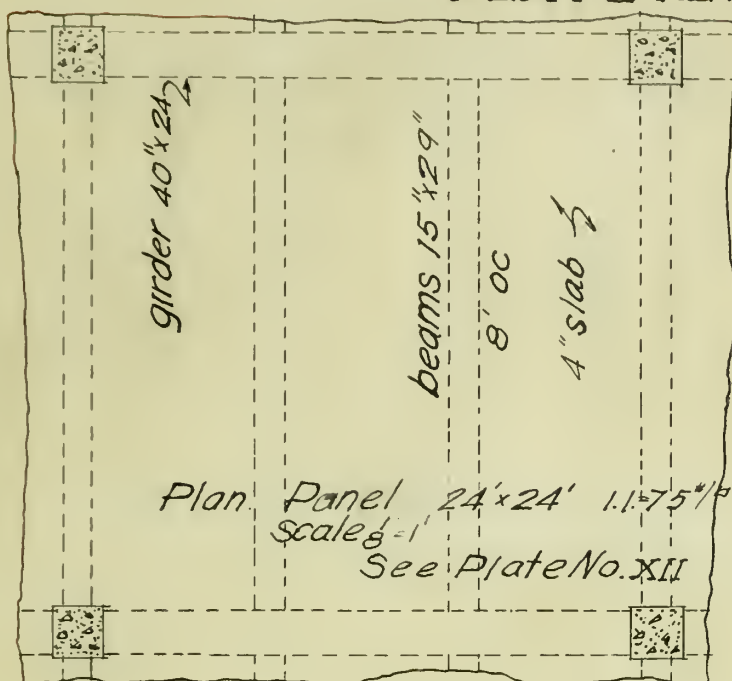 girder 40"x24
beams 15"x29"
8' oc
4" slab
Plan Panel 24'x24' l.l.=75#/□
scale ⅛"=1'
See Plate No. XII